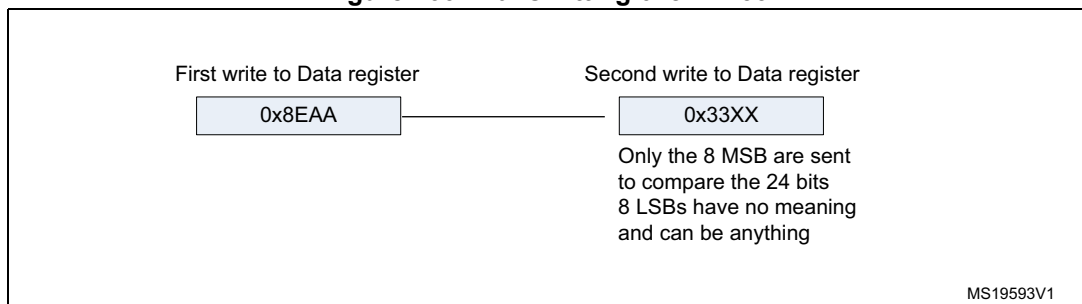 First write to Data register
Second write to Data register
0x8EAA
0x33XX
Only the 8 MSB are sent
to compare the 24 bits
8 LSBs have no meaning
and can be anything
MS19593V1